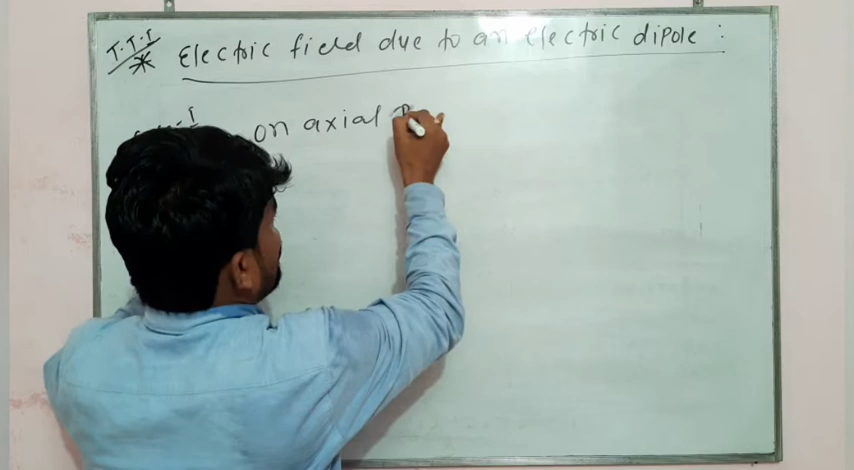 T.T.I
* Electric field due to an electric dipole :
on axial